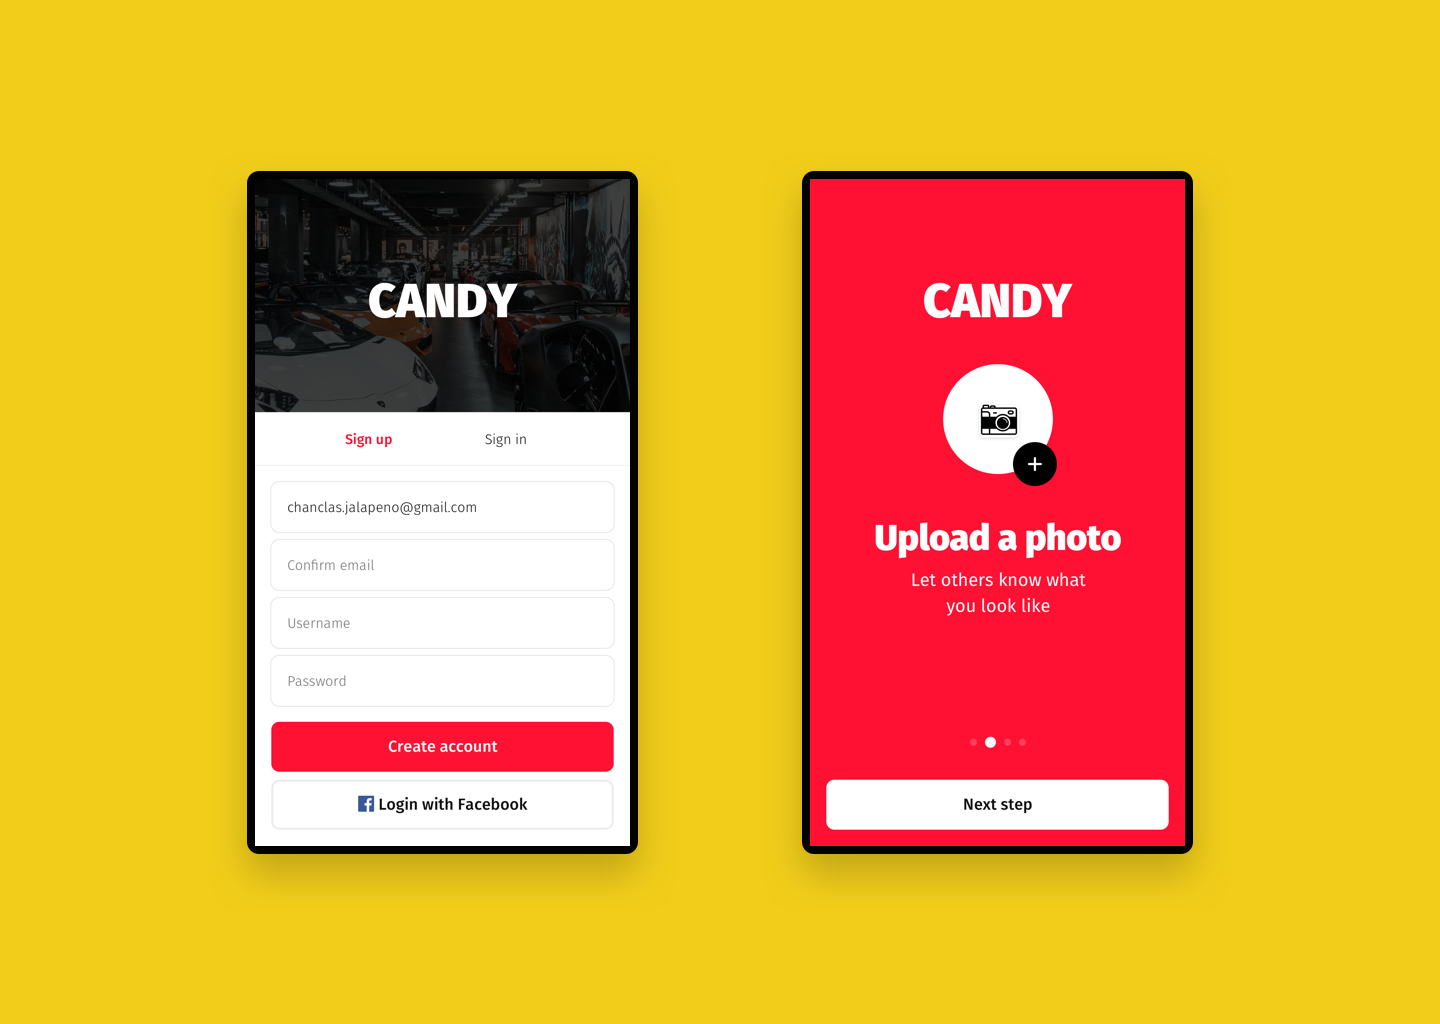 CANDY
Sign up
Sign in
chanclas.jalapeno@gmail.com
Confirm email
Username
Password
Create account
Login with Facebook
CANDY
Upload a photo
Let others know what
you look like
Next step